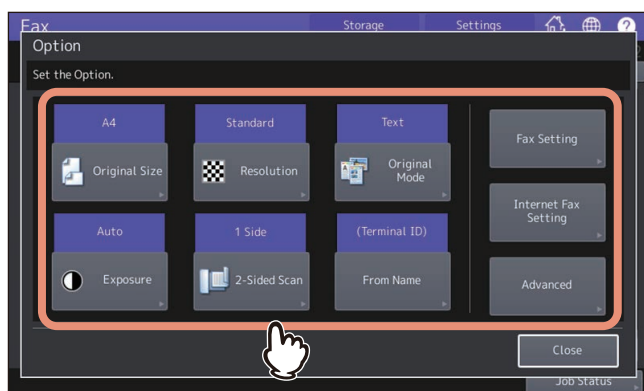 Fax
Storage
Settings
Option
Set the Option.
A4
Standard
Text
Original Size
Resolution
Original
Mode
Fax Setting
Auto
1 Side
(Terminal ID)
Exposure
2-Sided Scan
From Name
Internet Fax
Setting
Advanced
Close
Job Status